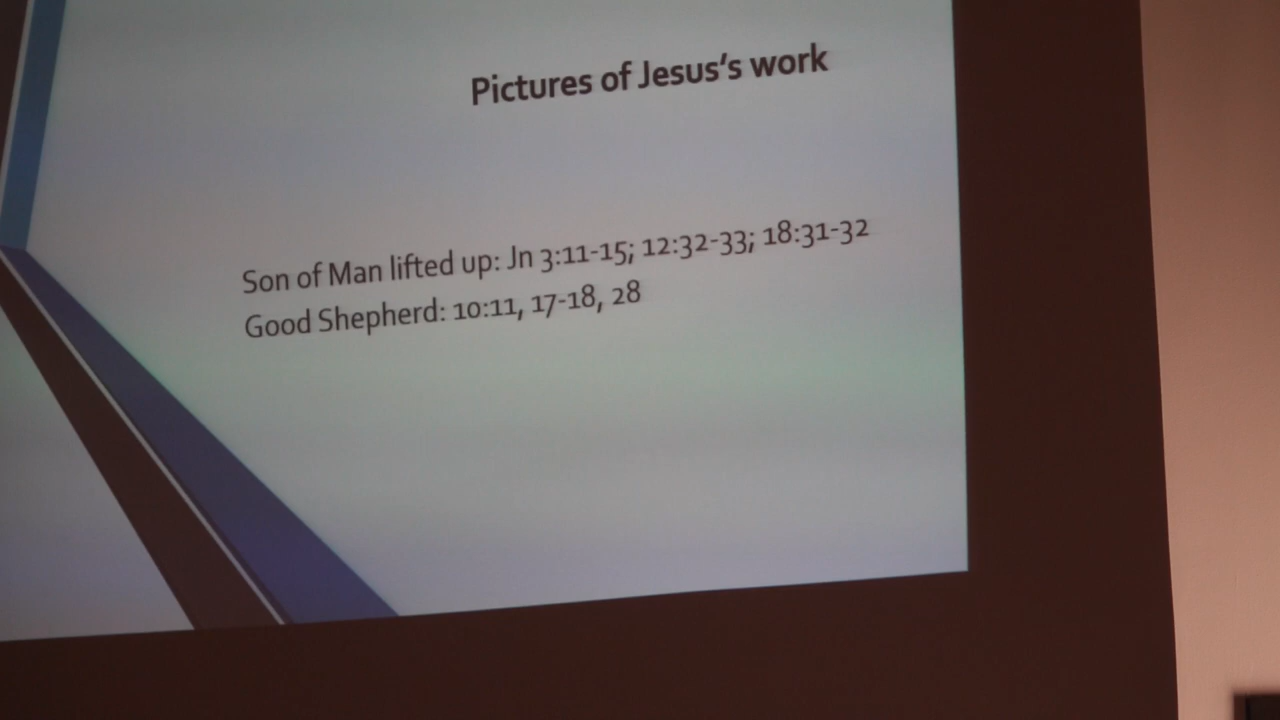 Pictures of Jesus's work
Son of Man lifted up: Jn 3:11-15; 12:32-33; 18:31-32
Good Shepherd: 10:11, 17-18, 28